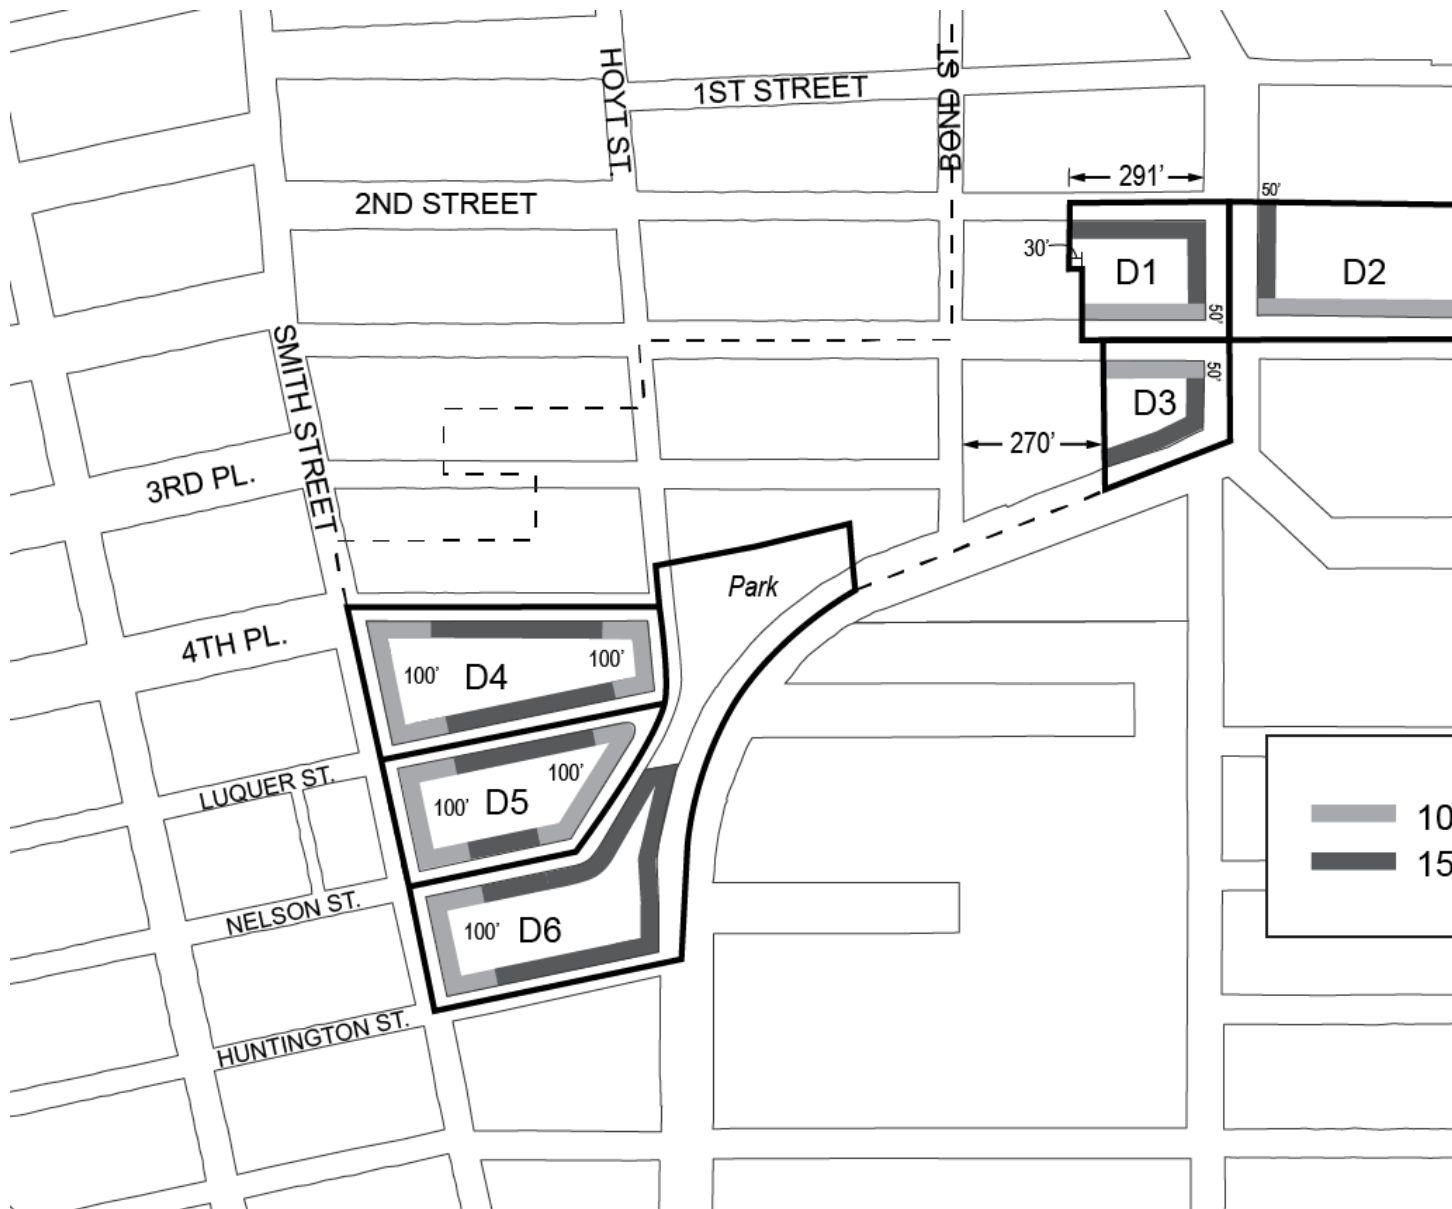 HOYT ST.
BOND ST.
1ST STREET
291'
2ND STREET
50'
30'
D1
D2
50'
SMITH STREET
50'
D3
270'
3RD PL.
Park
4TH PL.
100'
D4
100'
100'
D5
100'
LUQUER ST.
10
15
NELSON ST.
100'
D6
HUNTINGTON ST.